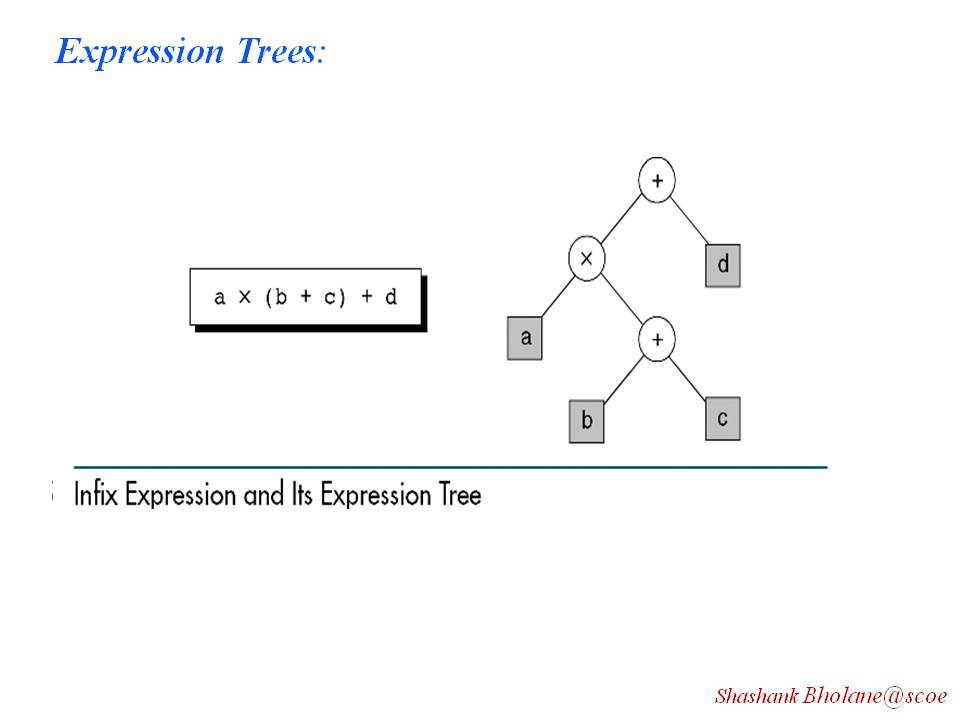 Expression Trees:
+
×
d
a × (b + c) + d
a
+
b
c
Infix Expression and Its Expression Tree
Shashank Bholane@scoe